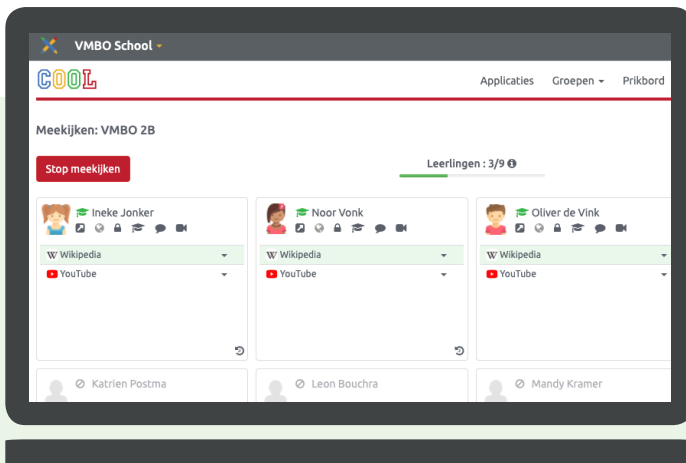 VMBO School
COOL
Applicaties Groepen Prikbord
Meekijken: VMBO 2B
Stop meekijken
Leerlingen : 3/9
Ineke Jonker
Wikipedia
YouTube
Noor Vonk
Wikipedia
YouTube
Oliver de Vink
Wikipedia
YouTube
Katrien Postma
Leon Bouchra
Mandy Kramer